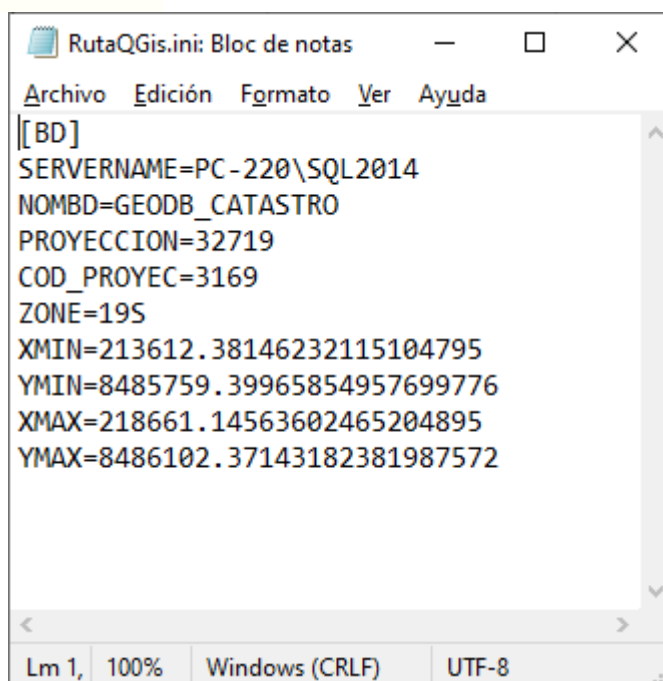 RutaQGis.ini: Bloc de notas
Archivo Edición Formato Ver Ayuda
[BD]
SERVERNAME=PC-220\SQL2014
NOMBD=GEODB_CATASTRO
PROYECCION=32719
COD_PROYEC=3169
ZONE=19S
XMIN=213612.38146232115104795
YMIN=8485759.39965854957699776
XMAX=218661.14563602465204895
YMAX=8486102.37143182381987572
Lm 1, 100% Windows (CRLF) UTF-8